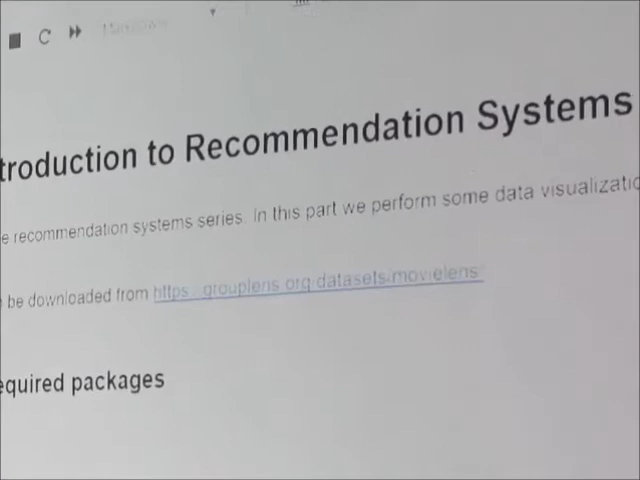 C
Markdown
troduction to Recommendation Systems
e recommendation systems series. In this part we perform some data visualizatio
be downloaded from https://grouplens.org/datasets/movielens/
equired packages